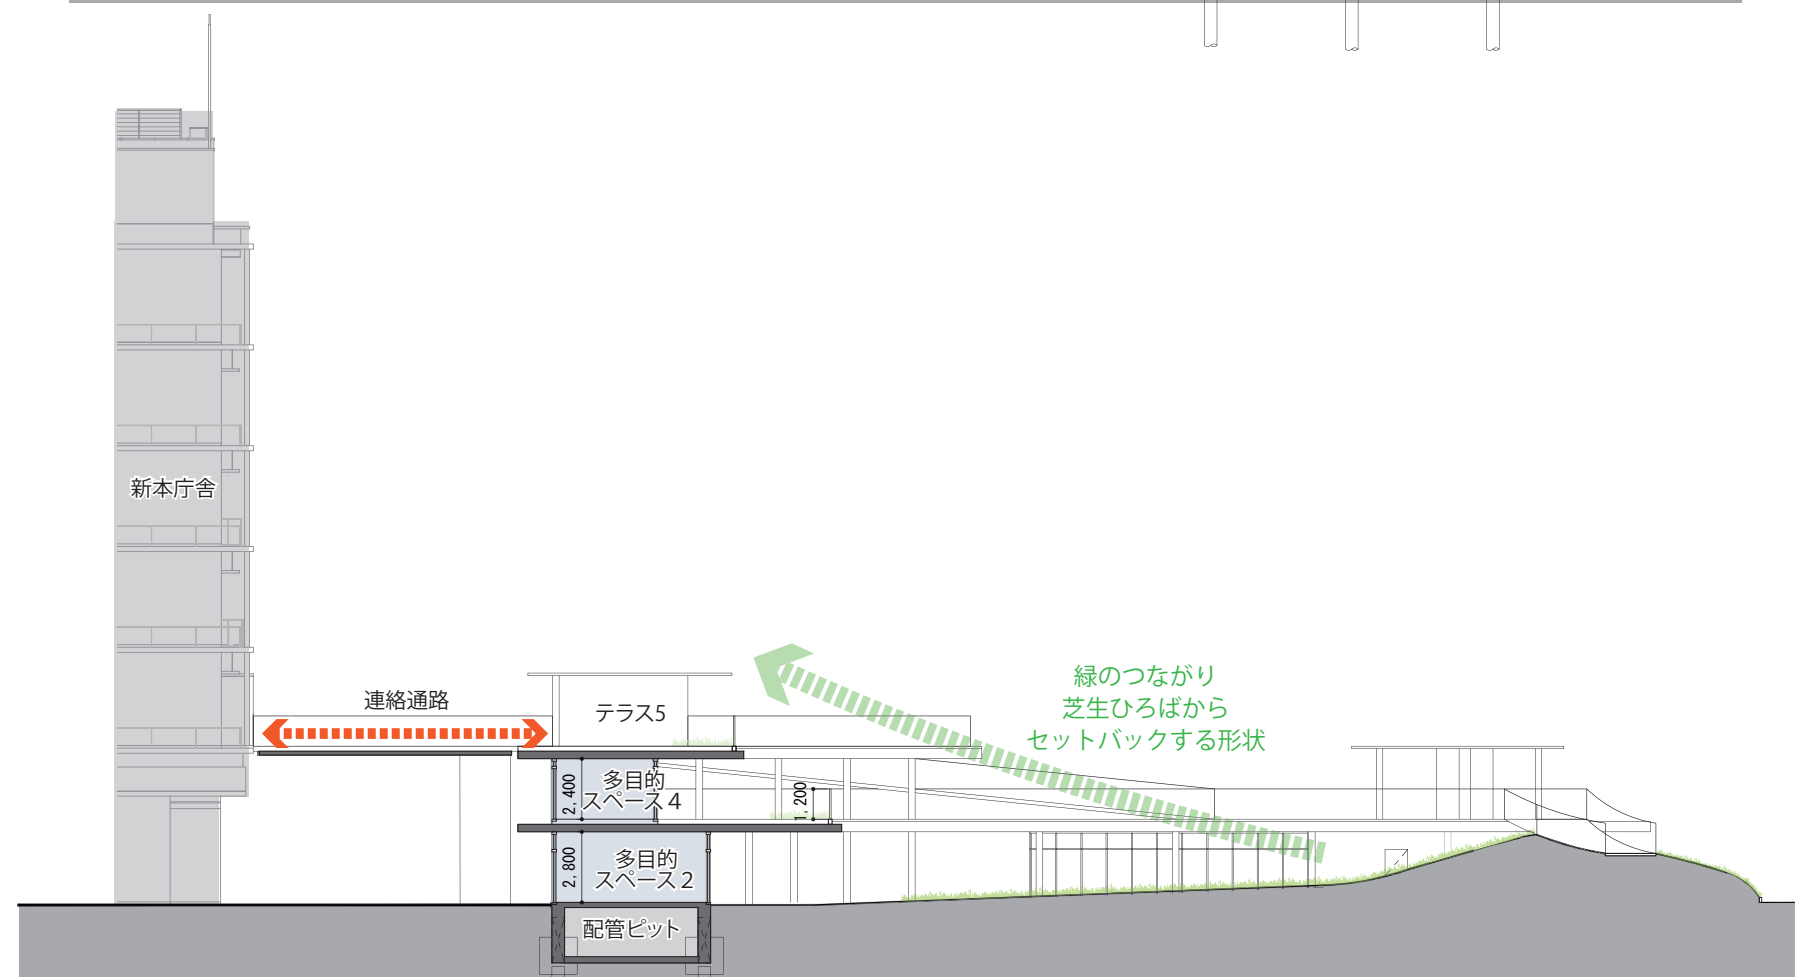 新本庁舎
連絡通路
テラス5
緑のつながり
芝生ひろばから
セットバックする形状
2,400
多目的
スペース4
1,200
2,800
多目的
スペース2
配管ピット